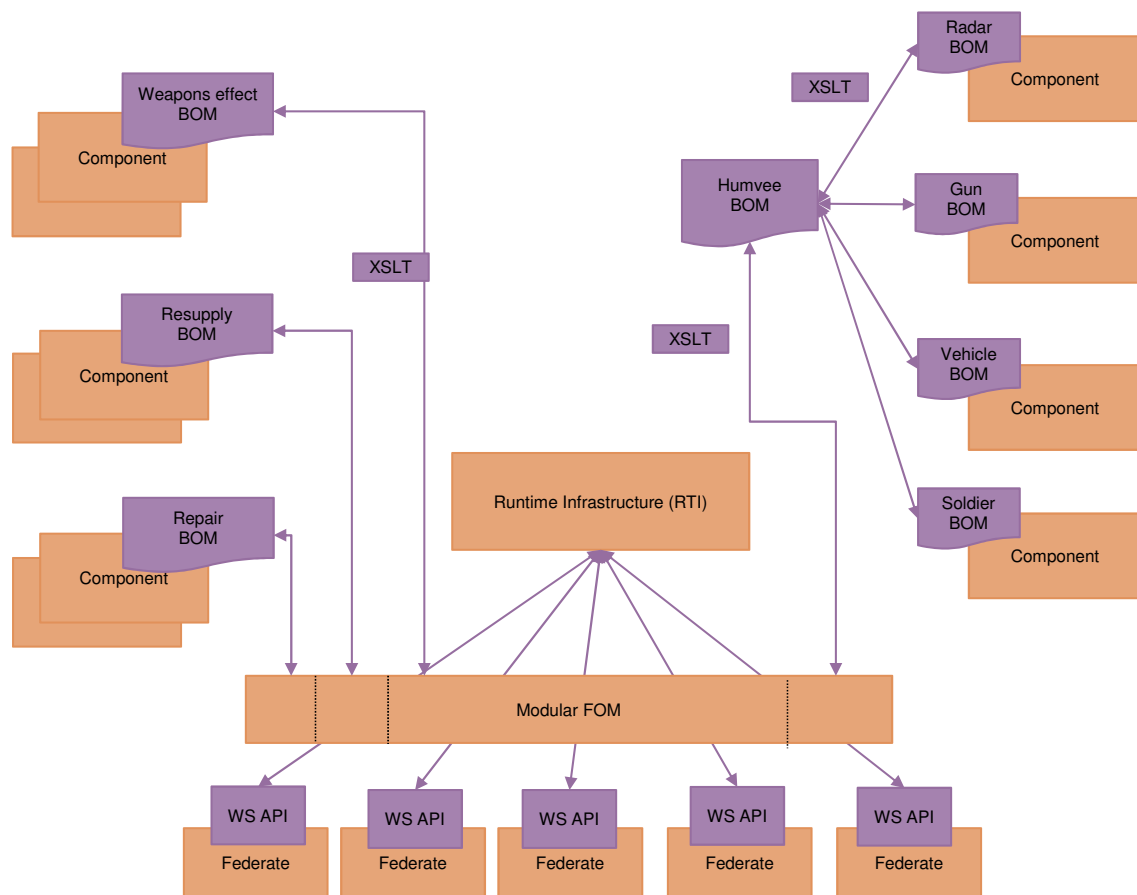 Radar
BOM
Component
XSLT
Weapons effect
BOM
Component
Humvee
BOM
Gun
BOM
Component
XSLT
Resupply
BOM
Component
XSLT
Vehicle
BOM
Component
Runtime Infrastructure (RTI)
Soldier
BOM
Component
Repair
BOM
Component
Modular FOM
WS API
WS API
WS API
WS API
WS API
Federate
Federate
Federate
Federate
Federate